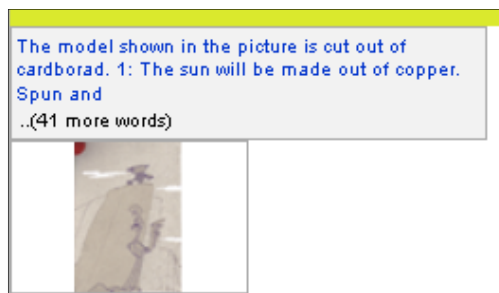 The model shown in the picture is cut out of
cardborad. 1: The sun will be made out of copper.
Spun and
..(41 more words)